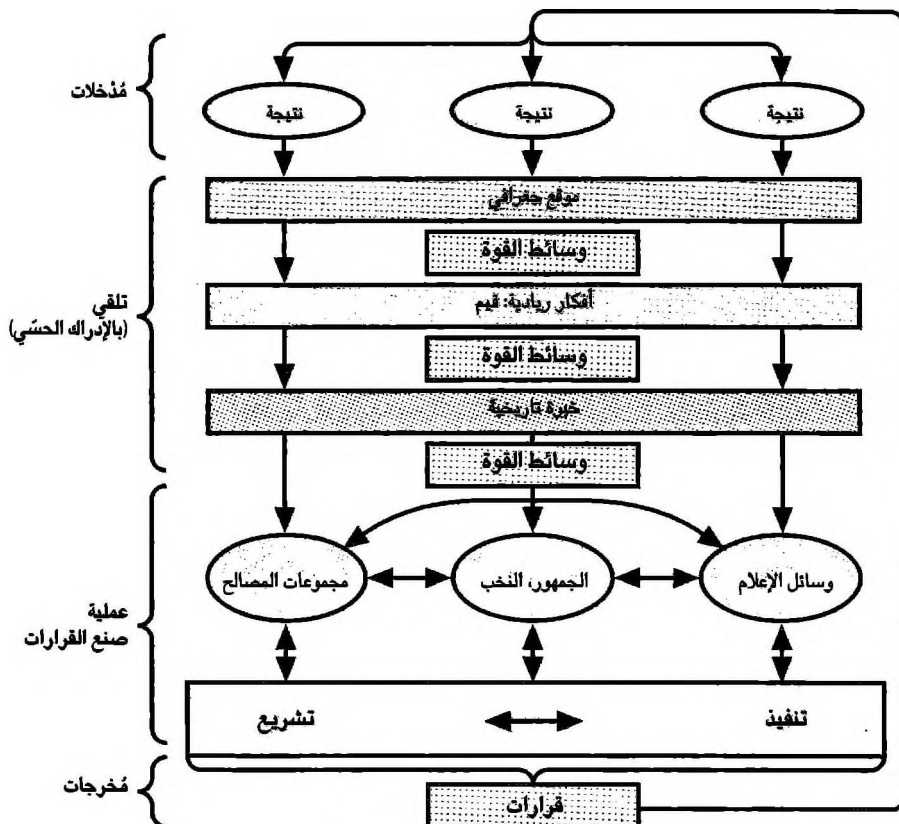 مُدْخلات
نتيجة
نتيجة
نتيجة
تلقي
(بالإدراك الحسّي)
موقع جغرافي
وسائط القوة
أفكار ريادية: قيم
وسائط القوة
خبرة تاريخية
وسائط القوة
عملية
صنع القرارات
وسائل الإعلام
الجمهور، النخب
مجموعات المصالح
تنفيذ
تشريع
مُخرجات
قرارات